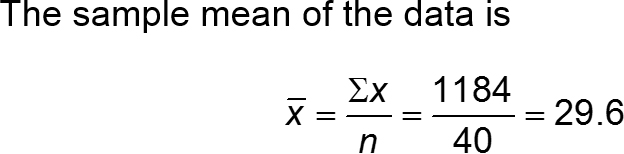 The sample mean of the data is
x̄ = Σx/n = 1184/40 = 29.6